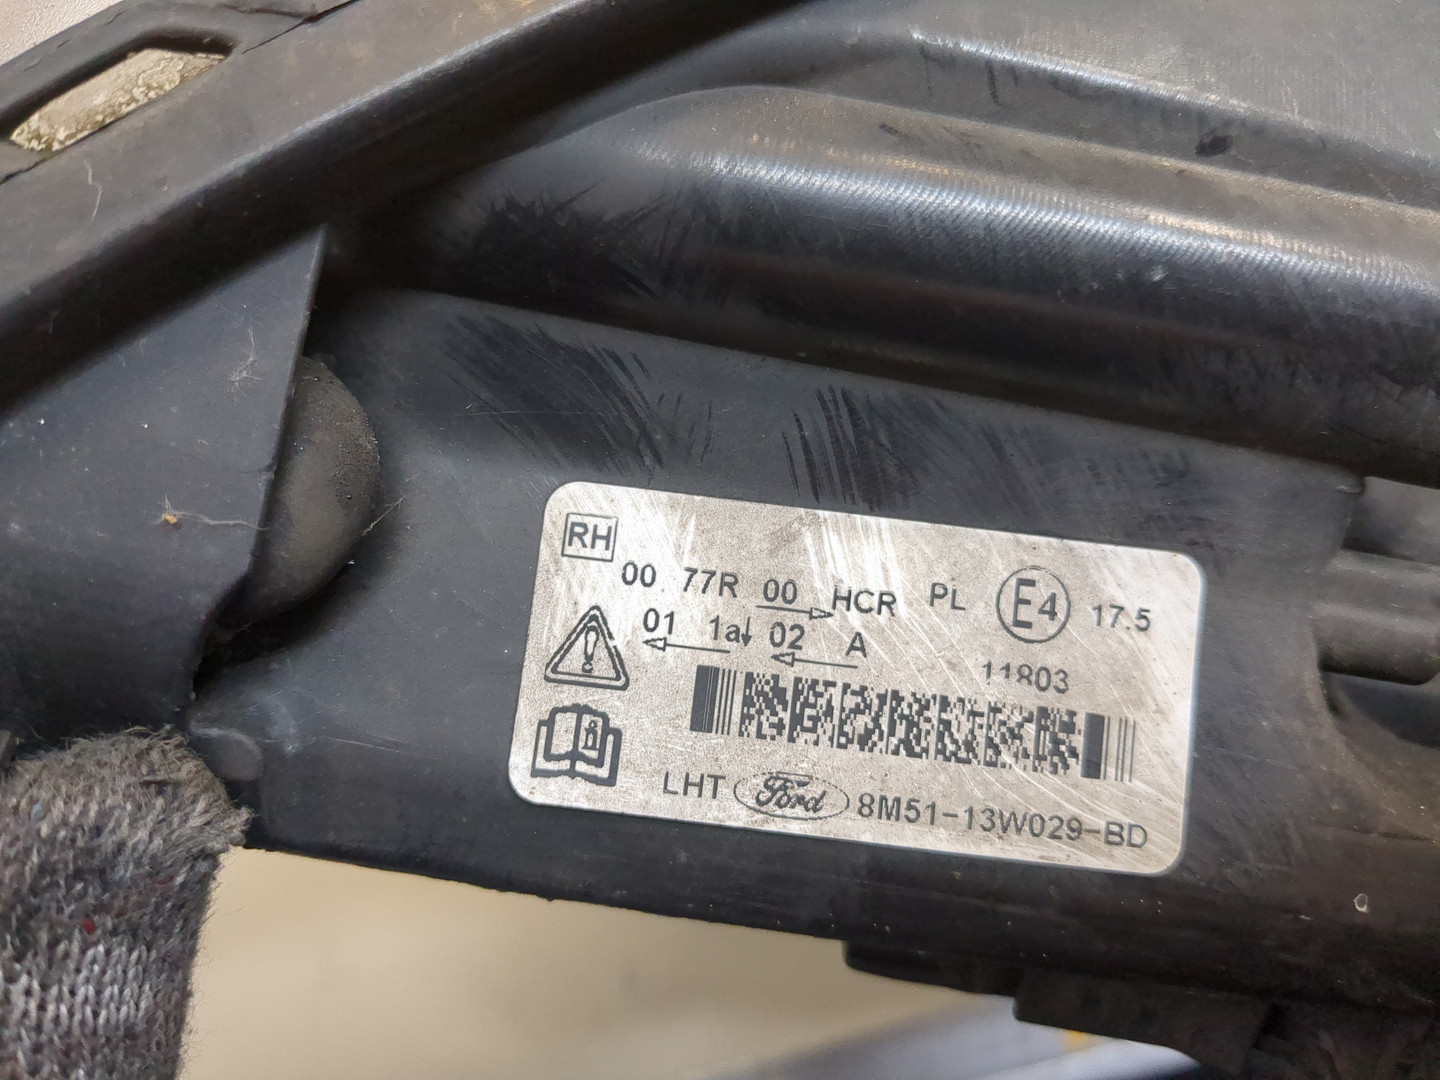 RH
00 77R 00 HCR PL E4 17.5
01 1a 02 A
11803
LHT Ford 8M51-13W029-BD